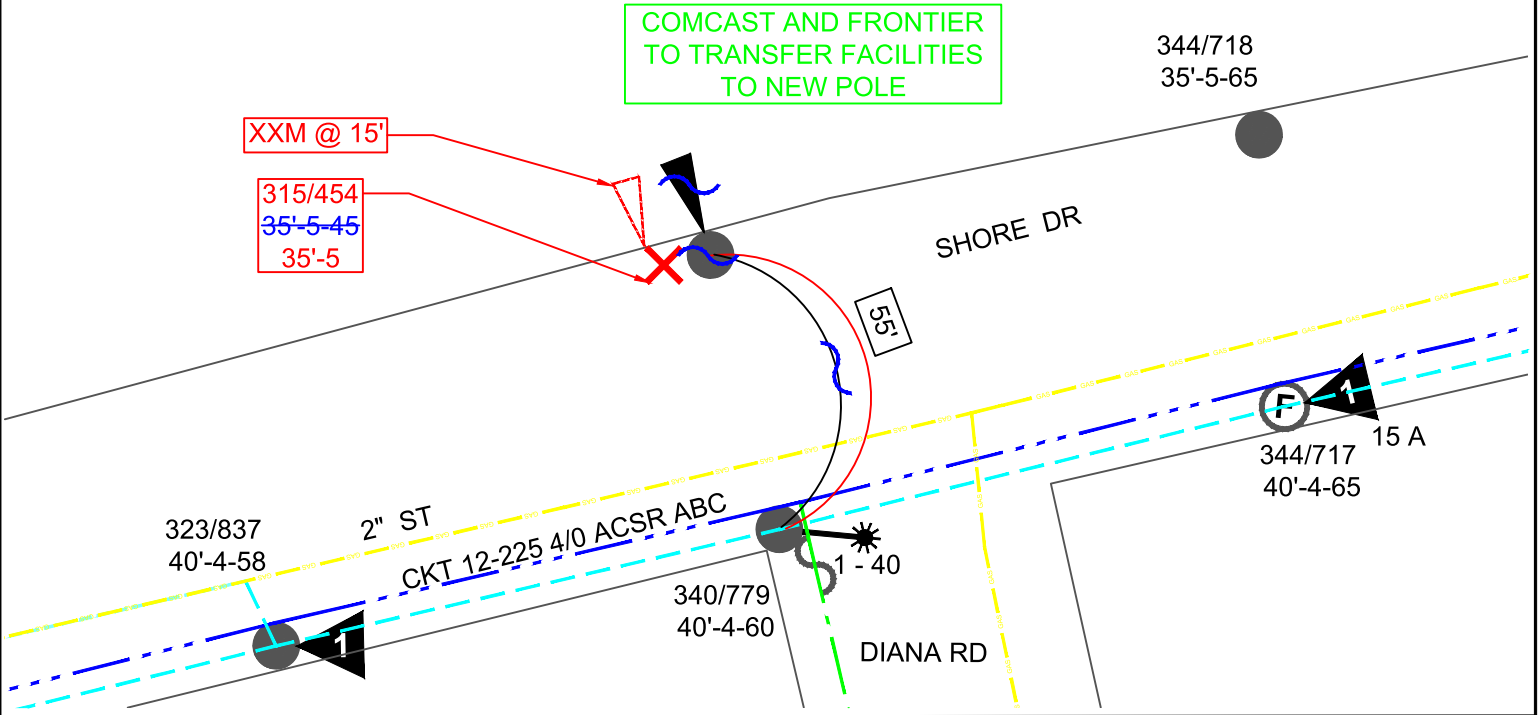 COMCAST AND FRONTIER
TO TRANSFER FACILITIES
TO NEW POLE
344/718
35'-5-65
XXM @ 15'
315/454
35'-5-45
35'-5
SHORE DR
55'
F
1
15 A
344/717
40'-4-65
2" ST
CKT 12-225 4/0 ACSR ABC
323/837
40'-4-58
1
1 - 40
340/779
40'-4-60
DIANA RD